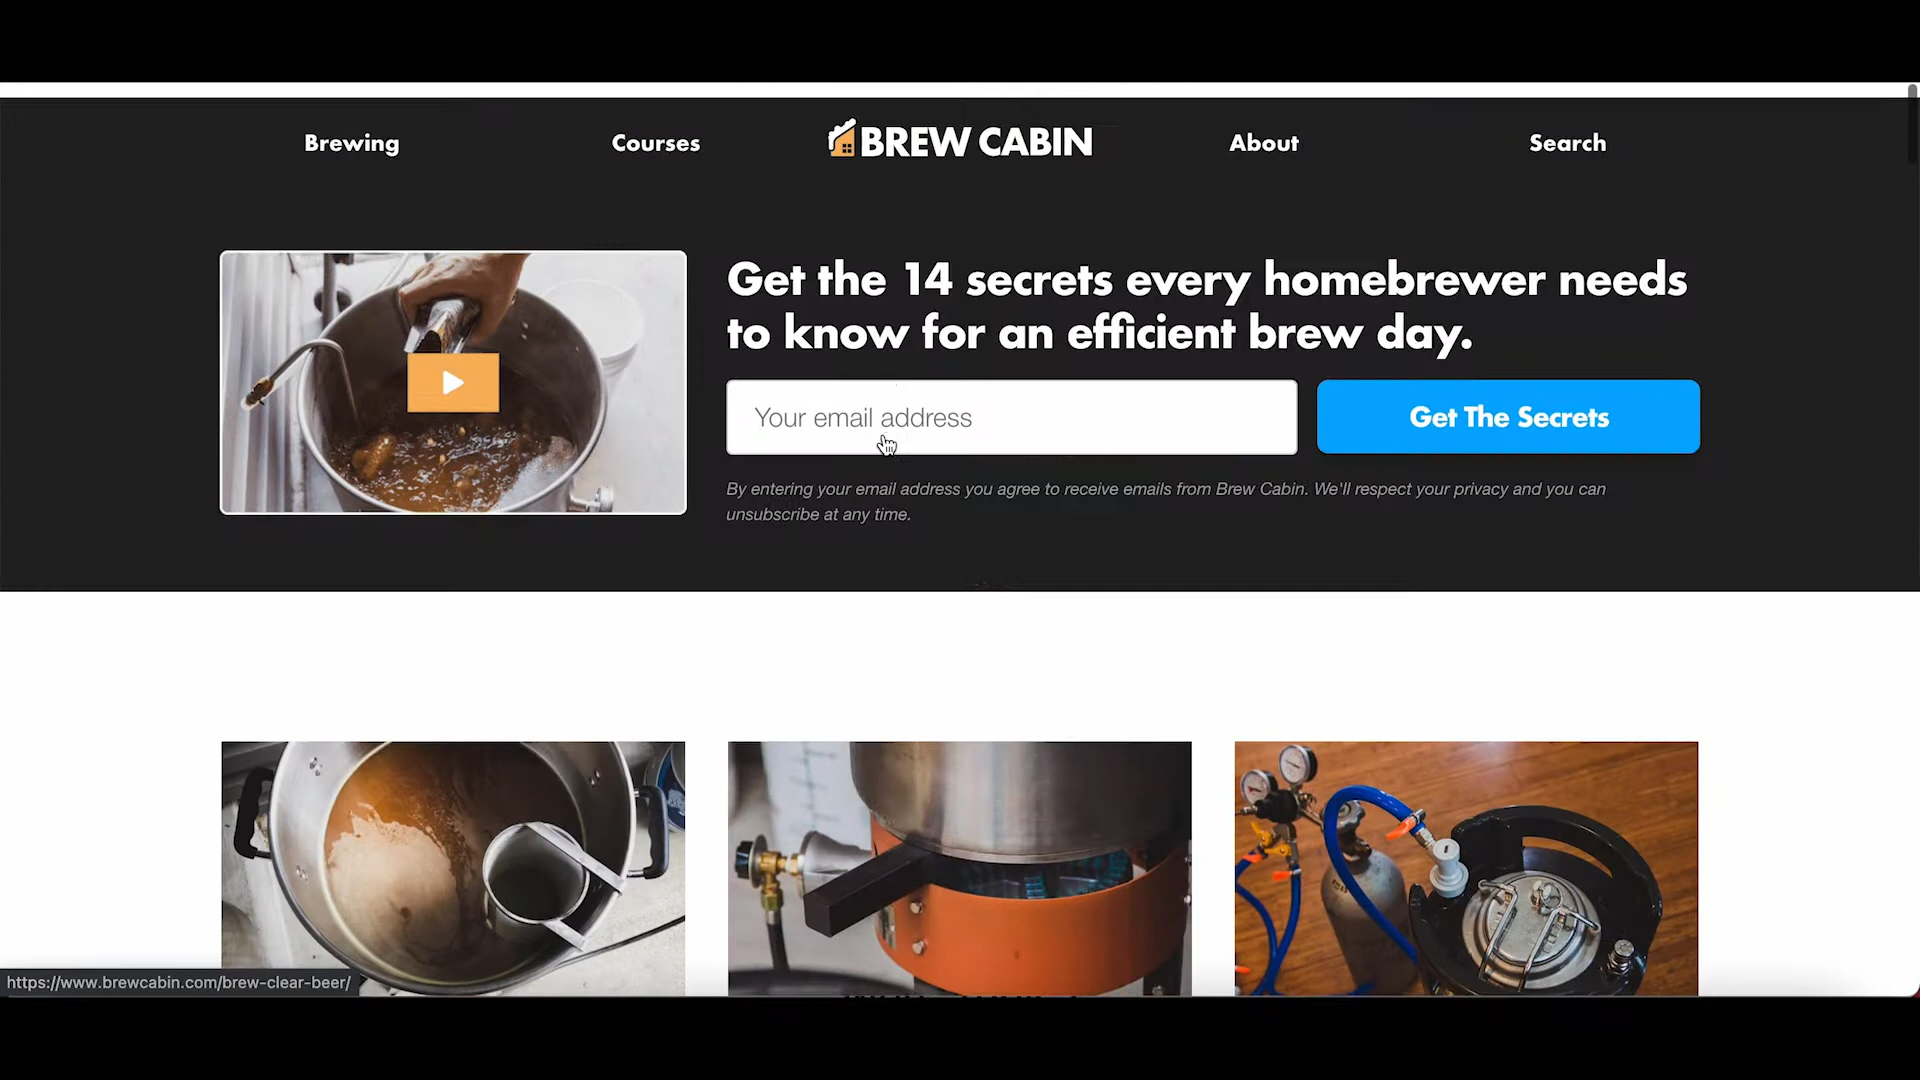 Brewing
Courses
BREW CABIN
About
Search
Get the 14 secrets every homebrewer needs
to know for an efficient brew day.
Your email address
Get The Secrets
By entering your email address you agree to receive emails from Brew Cabin. We'll respect your privacy and you can
unsubscribe at any time.
https://www.brewcabin.com/brew-clear-beer/